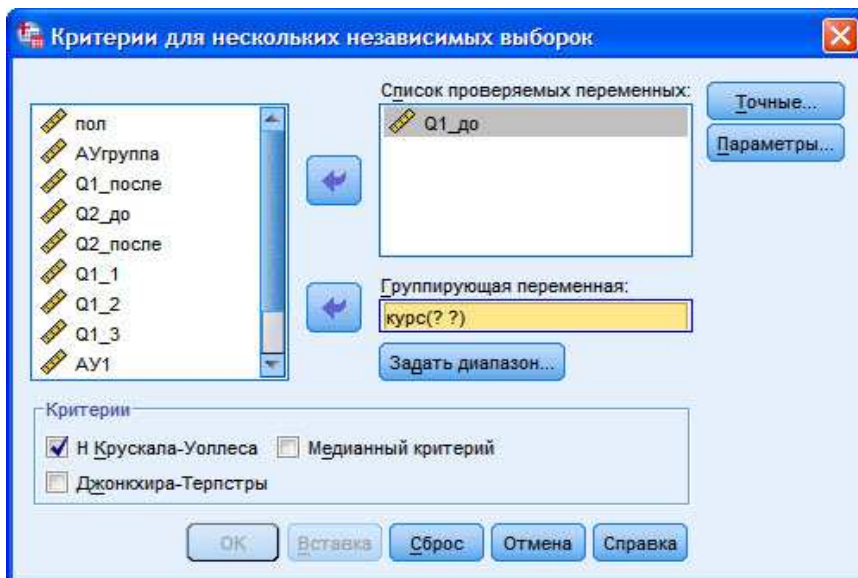 Критерии для нескольких независимых выборок
пол
АУгруппа
Q1_после
Q2_до
Q2_после
Q1_1
Q1_2
Q1_3
АУ1
Список проверяемых переменных:
Q1_до
Группирующая переменная:
курс(? ?)
Задать диапазон...
Точные...
Параметры...
Критерии
Н Крускала-Уоллеса
Медианный критерий
Джонкхира-Терпстры
ОК
Вставка
Сброс
Отмена
Справка